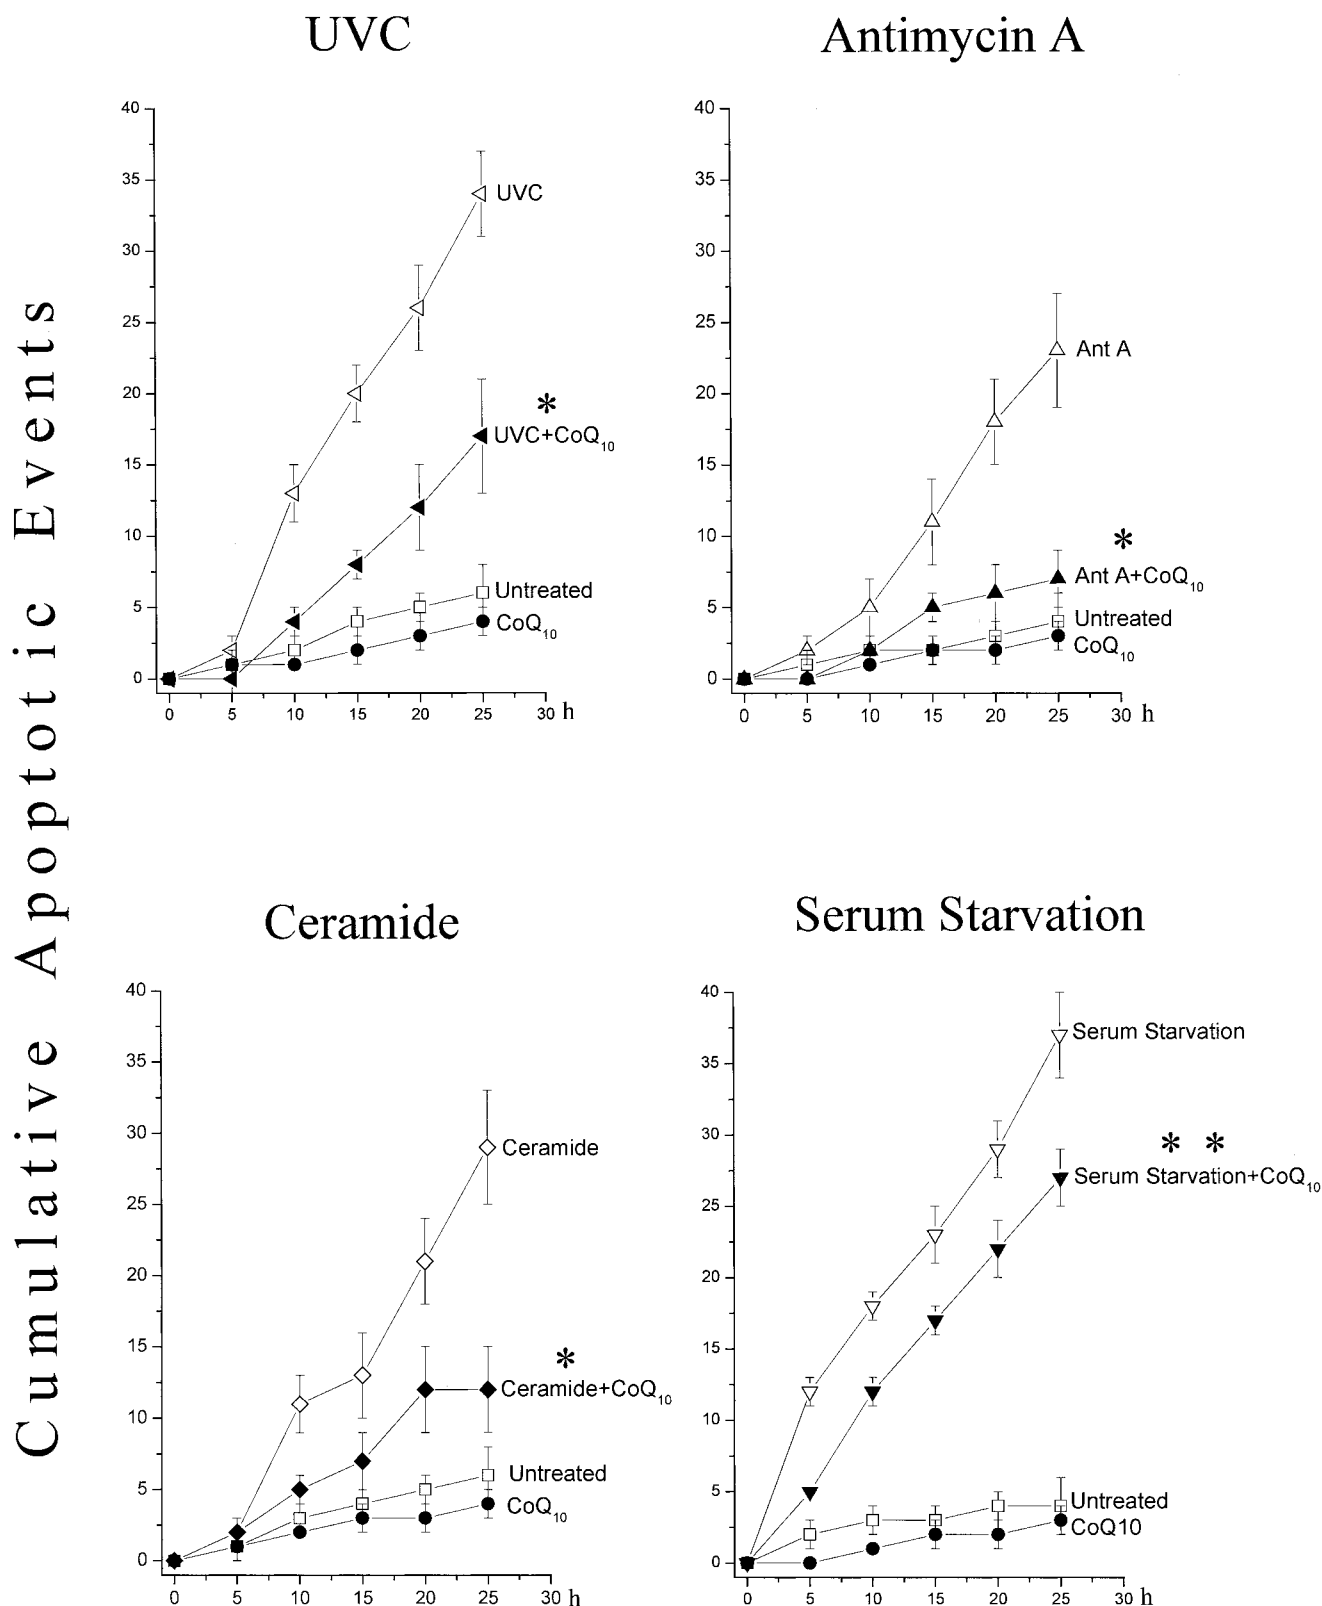 UVC
Antimycin A
Cumulative Apoptotic Events
40
35
30
25
20
15
10
5
0
0 5 10 15 20 25 30 h
UVC
*
UVC+CoQ10
Untreated
CoQ10
40
35
30
25
20
15
10
5
0
0 5 10 15 20 25 30 h
Ant A
*
Ant A+CoQ10
Untreated
CoQ10
Ceramide
Serum Starvation
40
35
30
25
20
15
10
5
0
0 5 10 15 20 25 30 h
Ceramide
*
Ceramide+CoQ10
Untreated
CoQ10
40
35
30
25
20
15
10
5
0
0 5 10 15 20 25 30 h
Serum Starvation
* *
Serum Starvation+CoQ10
Untreated
CoQ10